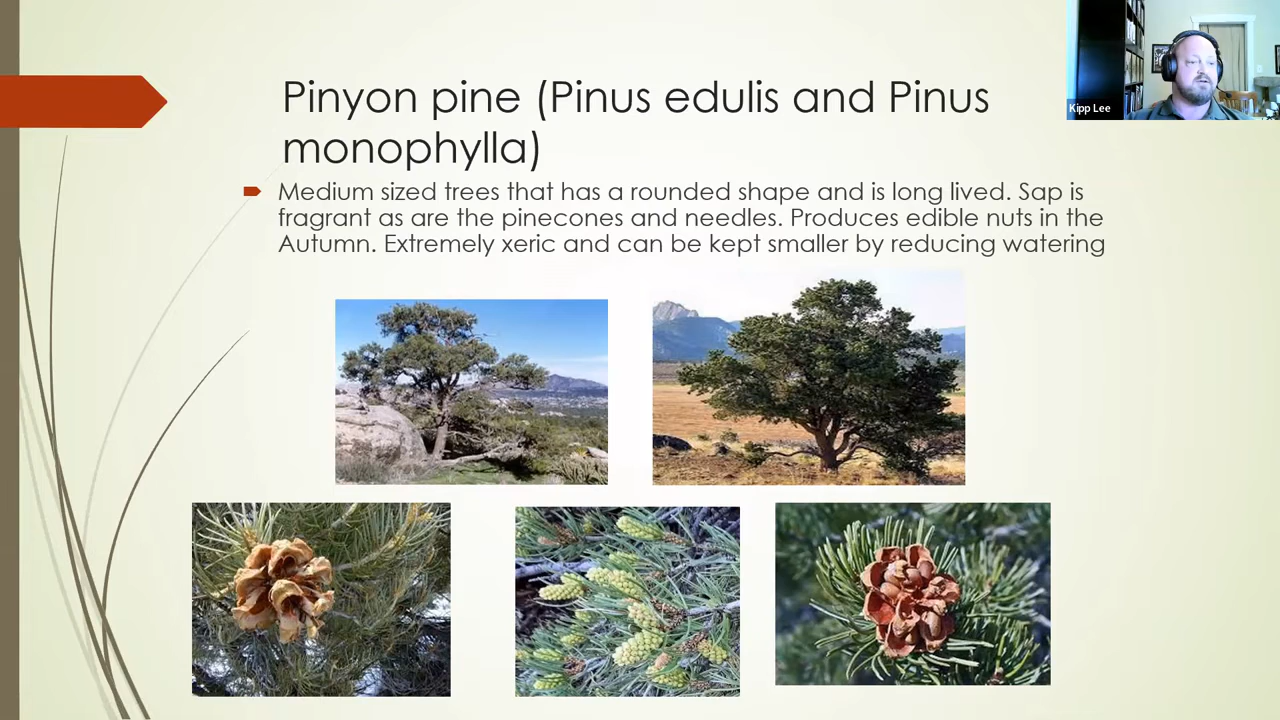 Pinyon pine (Pinus edulis and Pinus
monophylla)
Kipp Lee
Medium sized trees that has a rounded shape and is long lived. Sap is
fragrant as are the pinecones and needles. Produces edible nuts in the
Autumn. Extremely xeric and can be kept smaller by reducing watering